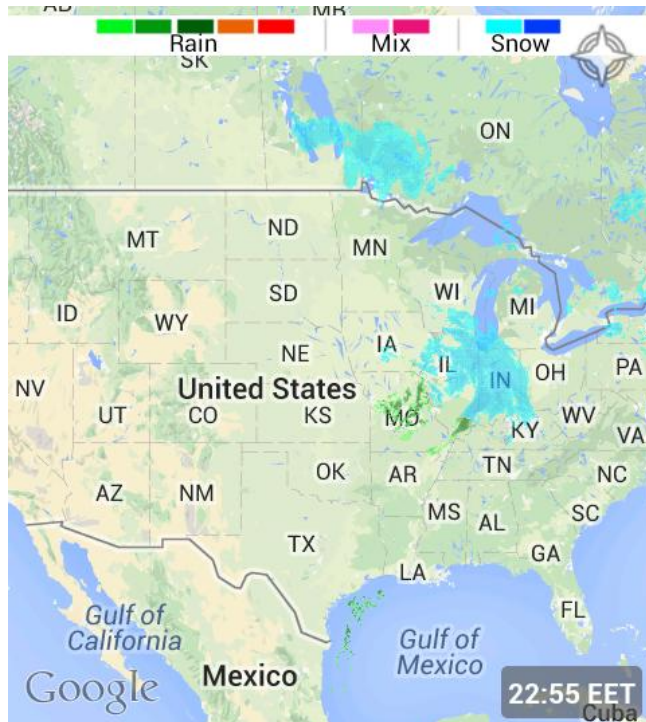 AB
MB
Rain
Mix
Snow
SK
ON
MT
ND
MN
ID
SD
WI
MI
WY
NE
IA
IL
IN
OH
PA
NV
United States
UT
CO
KS
MO
KY
WV
VA
OK
AR
TN
NC
AZ
NM
MS
AL
SC
TX
GA
LA
FL
Gulf of
California
Gulf of
Mexico
Mexico
Google
22:55 EET
Cuba